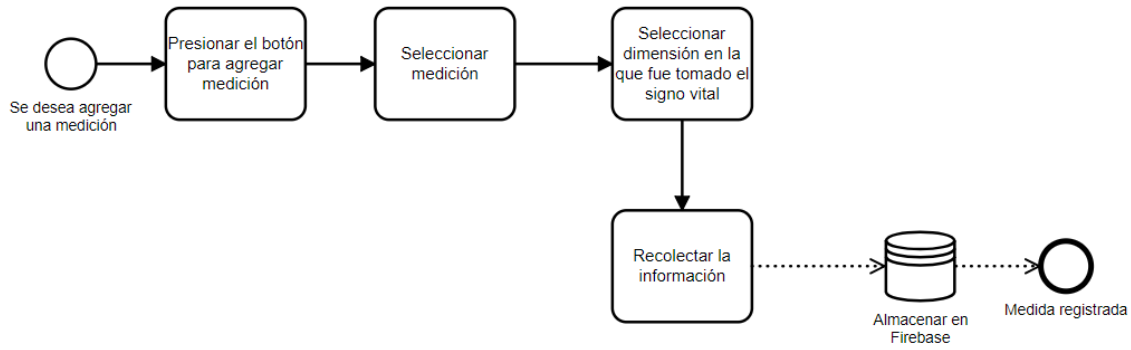 Se desea agregar
una medición
Presionar el botón
para agregar
medición
Seleccionar
medición
Seleccionar
dimensión en la
que fue tomado el
signo vital
Recolectar la
información
Almacenar en
Firebase
Medida registrada